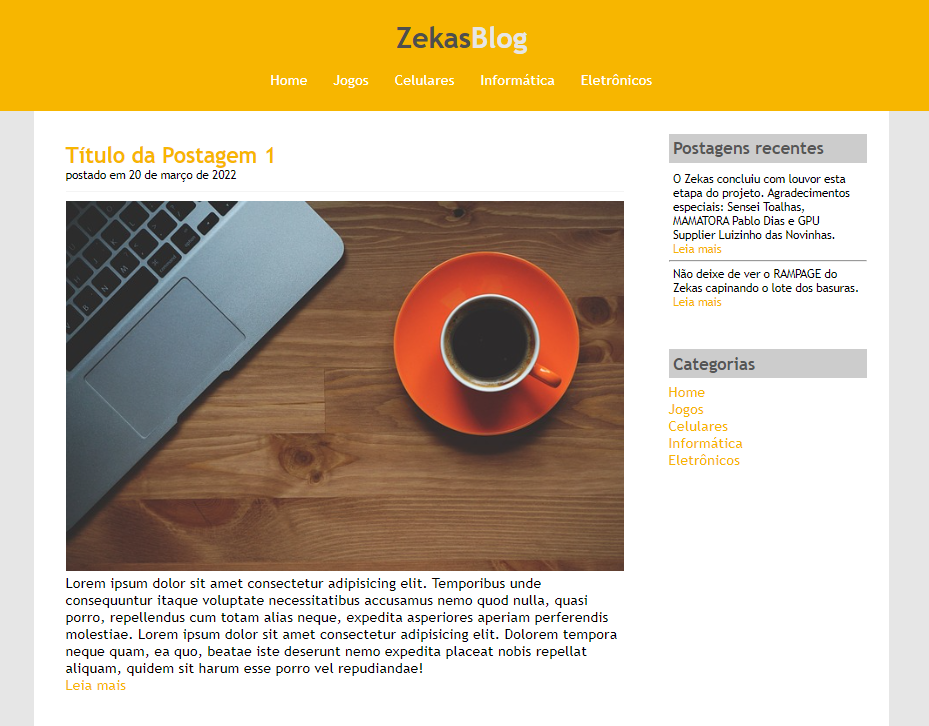 ZekasBlog
Home Jogos Celulares Informática Eletrônicos
Título da Postagem 1
postado em 20 de março de 2022
Lorem ipsum dolor sit amet consectetur adipisicing elit. Temporibus unde
consequuntur itaque voluptate necessitatibus accusamus nemo quod nulla, quasi
porro, repellendus cum totam alias neque, expedita asperiores aperiam perferendis
molestiae. Lorem ipsum dolor sit amet consectetur adipisicing elit. Dolorem tempora
neque quam, ea quo, beatae iste deserunt nemo expedita placeat nobis repellat
aliquam, quidem sit harum esse porro vel repudiandae!
Leia mais
Postagens recentes
O Zekas concluiu com louvor esta
etapa do projeto. Agradecimentos
especiais: Sensei Toalhas,
MAMATORA Pablo Dias e GPU
Supplier Luizinho das Novinhas.
Leia mais
Não deixe de ver o RAMPAGE do
Zekas capinando o lote dos basuras.
Leia mais
Categorias
Home
Jogos
Celulares
Informática
Eletrônicos